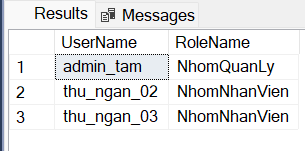 Results Messages
UserName RoleName
1 admin_tam NhomQuanLy
2 thu_ngan_02 NhomNhanVien
3 thu_ngan_03 NhomNhanVien